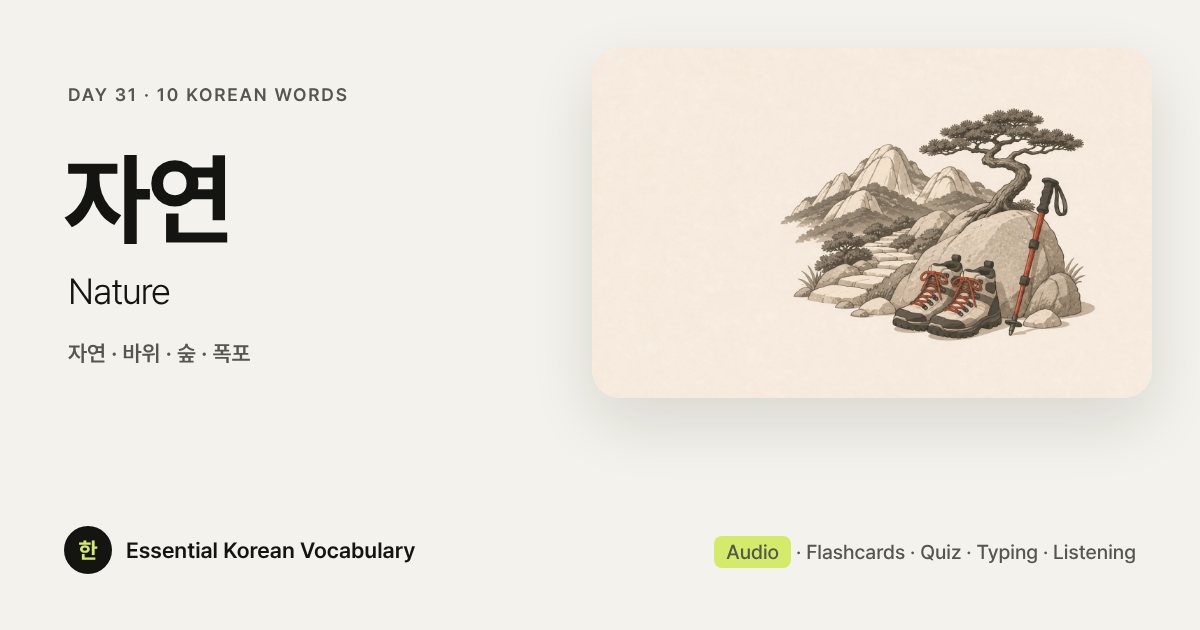 DAY 31 · 10 KOREAN WORDS
자연
Nature
자연 · 바위 · 숲 · 폭포
한 Essential Korean Vocabulary
Audio · Flashcards · Quiz · Typing · Listening